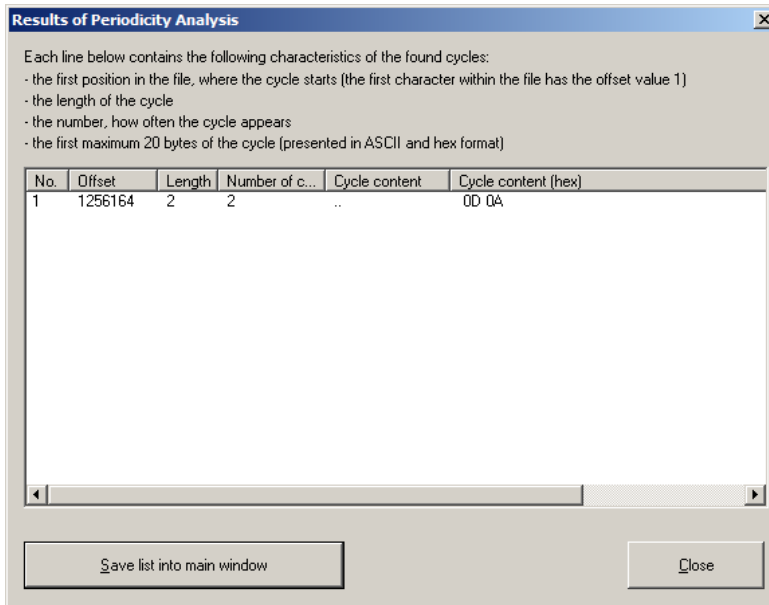 Results of Periodicity Analysis
Each line below contains the following characteristics of the found cycles:
- the first position in the file, where the cycle starts (the first character within the file has the offset value 1)
- the length of the cycle
- the number, how often the cycle appears
- the first maximum 20 bytes of the cycle (presented in ASCII and hex format)
No. Offset Length Number of c... Cycle content Cycle content (hex)
1 1256164 2 2 .. 0D 0A
Save list into main window Close